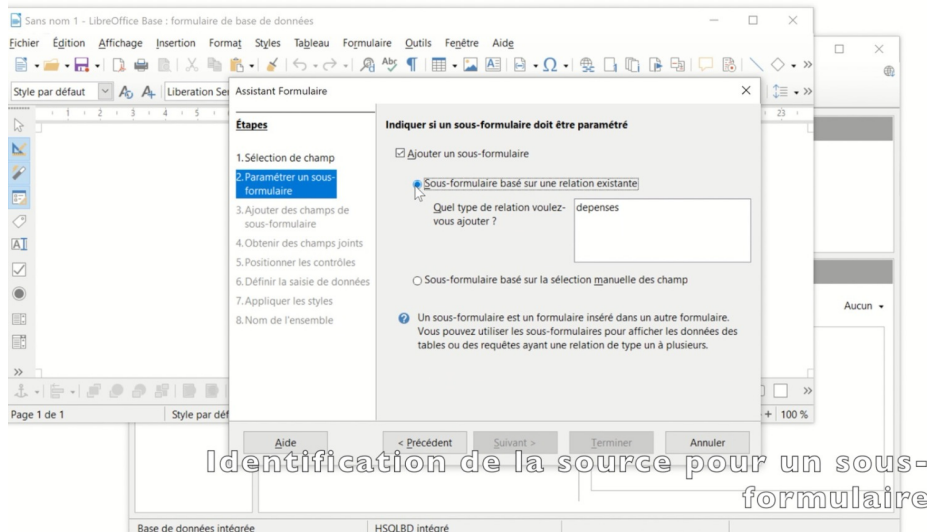 Sans nom 1 - LibreOffice Base : formulaire de base de données
Fichier Édition Affichage Insertion Format Styles Tableau Formulaire Outils Fenêtre Aide
Style par défaut
Liberation Se
Assistant Formulaire
Étapes
1.Sélection de champ
2.Paramétrer un sous-
formulaire
3.Ajouter des champs de
sous-formulaire
4.Obtenir des champs joints
5.Positionner les contrôles
6.Définir la saisie de données
7.Appliquer les styles
8.Nom de l'ensemble
Indiquer si un sous-formulaire doit être paramétré
Ajouter un sous-formulaire
Sous-formulaire basé sur une relation existante
Quel type de relation voulez-
vous ajouter ?
depenses
Sous-formulaire basé sur la sélection manuelle des champ
Un sous-formulaire est un formulaire inséré dans un autre formulaire.
Vous pouvez utiliser les sous-formulaires pour afficher les données des
tables ou des requêtes ayant une relation de type un à plusieurs.
Aucun
Page 1 de 1
Style par dé
100 %
Aide
< Précédent
Suivant >
Terminer
Annuler
Identification de la source pour un sous-
formulaire
Base de données intégrée
HSQLBD intégré